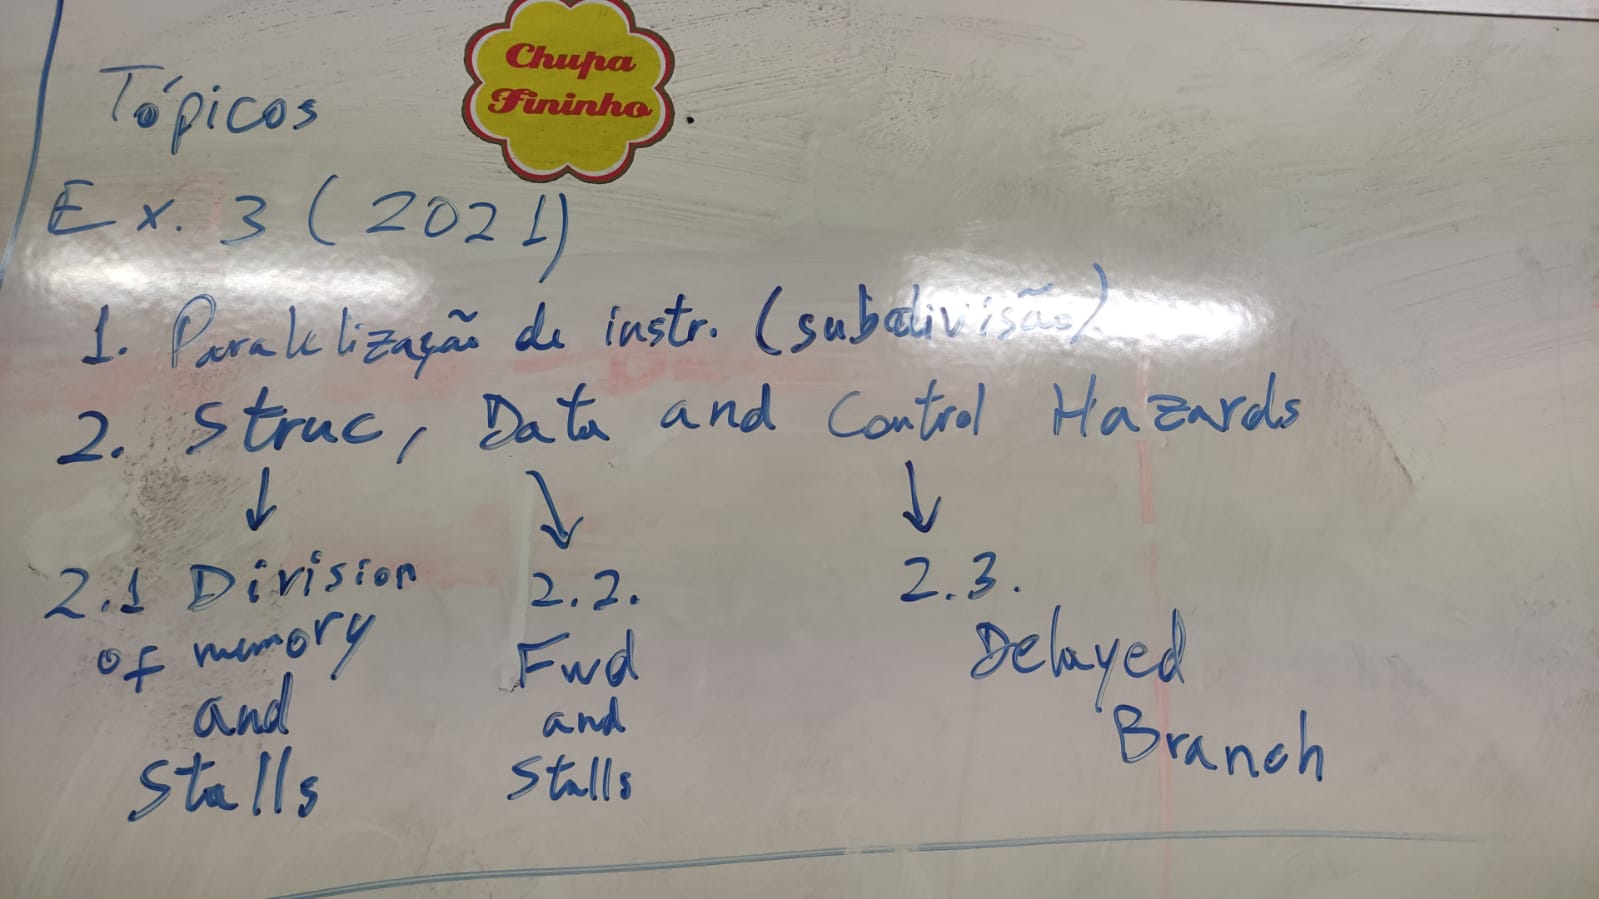 Chupa
Fininho
Tópicos
Ex. 3 (2021)
1. Paralelização de instr. (subdivisão)
2. Struc, Data and Control Hazards
2.1 Division
of memory
and
Stalls
2.2.
Fwd
and
Stalls
2.3.
Delayed
Branch